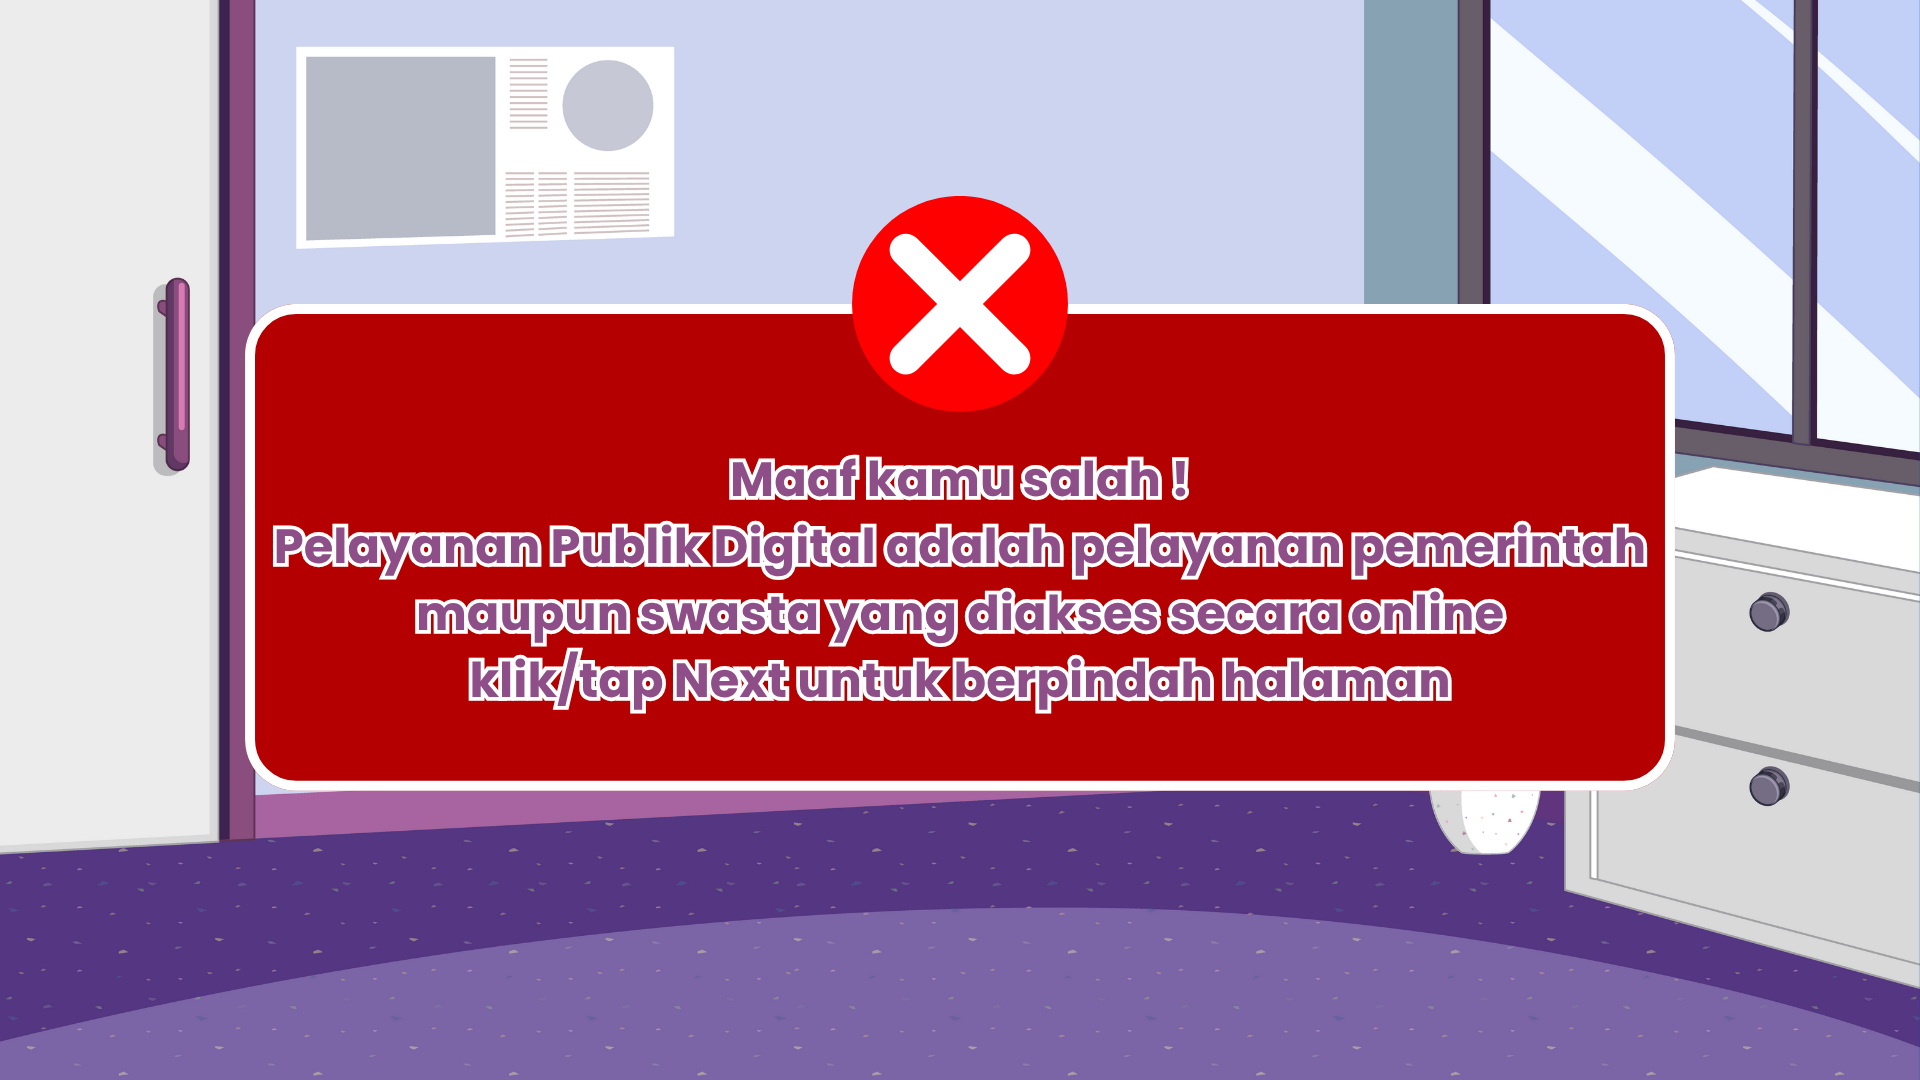 Maaf kamu salah !
Pelayanan Publik Digital adalah pelayanan pemerintah
maupun swasta yang diakses secara online
klik/tap Next untuk berpindah halaman